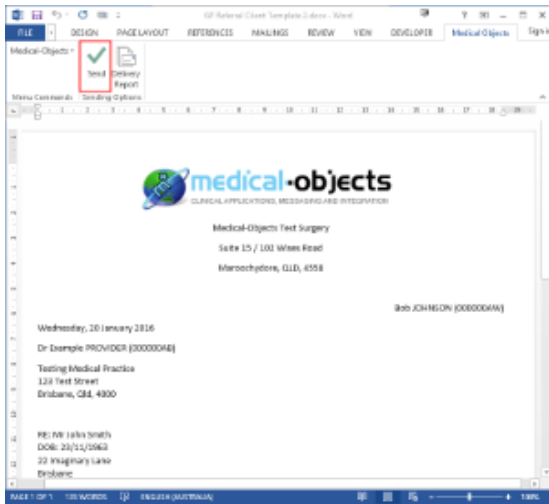 GP Referral Client Template 2.docx - Word
FILE DESIGN PAGE LAYOUT REFERENCES MAILINGS REVIEW VIEW DEVELOPER Medical Objects Sign in
Medical-Objects
Send
Delivery
Report
Menu Commands Sending Options
medical-objects
CLINICAL APPLICATIONS, MESSAGING AND INTEGRATION
Medical-Objects Test Surgery
Suite 15 / 102 Wises Road
Maroochydore, QLD, 4558
Bob JOHNSON (000000AW)
Wednesday, 20 January 2016
Dr Example PROVIDER (000000AB)
Testing Medical Practice
123 Test Street
Brisbane, Qld, 4000
RE: Mr John Smith
DOB: 23/11/1963
22 Imaginary Lane
Brisbane
PAGE 1 OF 1 ENGLISH (AUSTRALIA) 100%